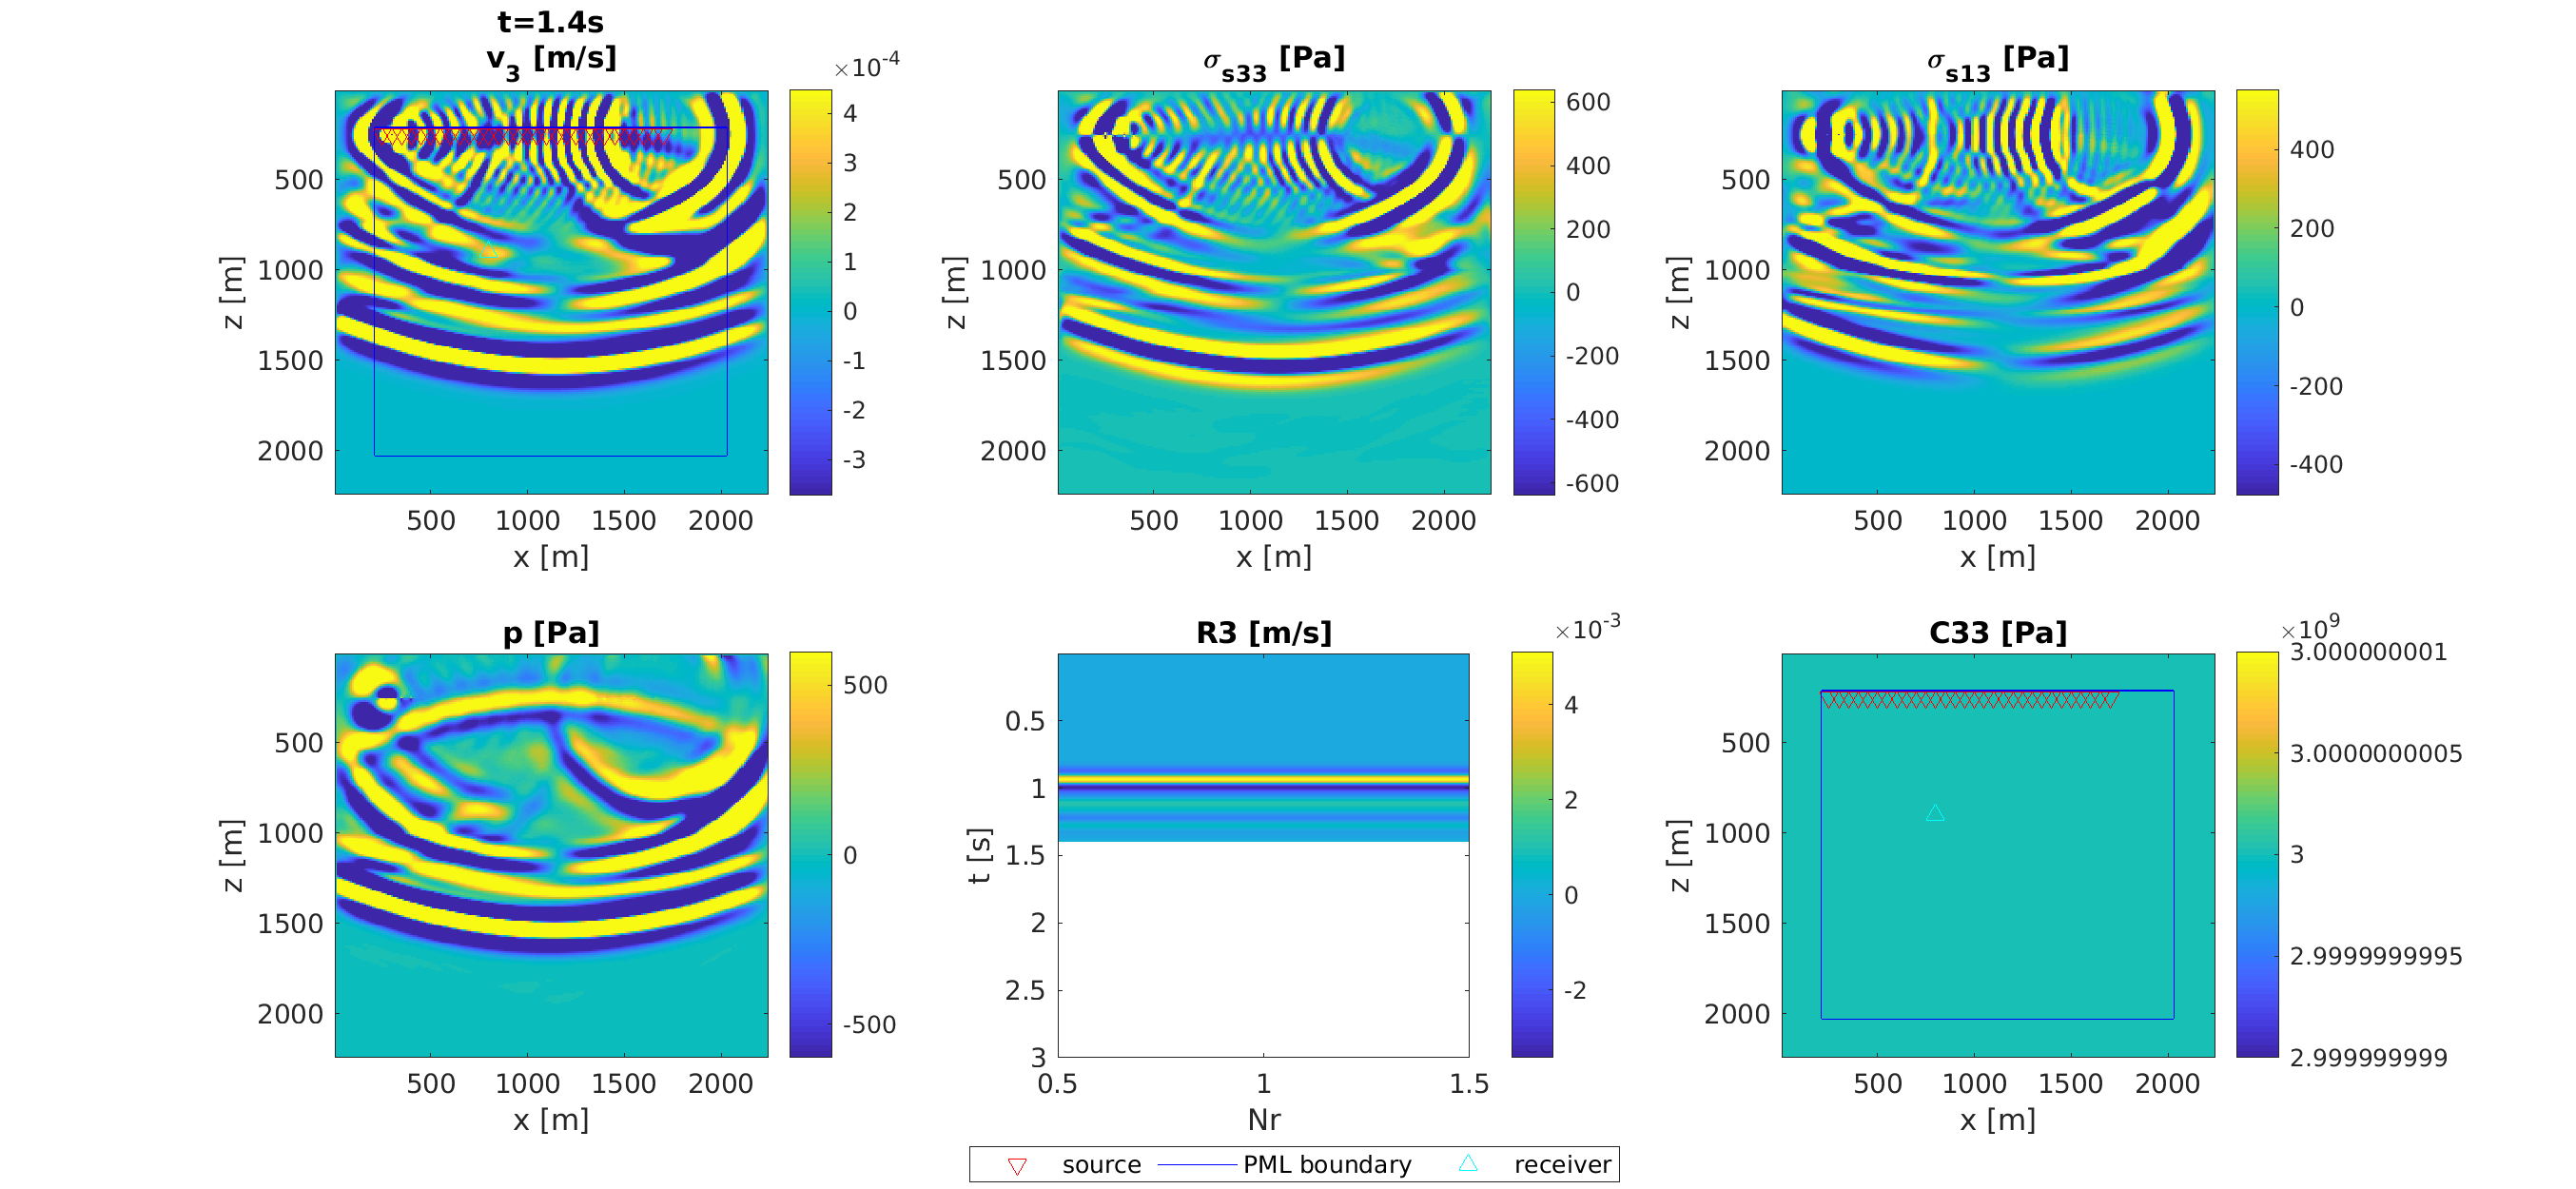 t=1.4s
v3 [m/s]
×10-4
4
3
2
1
0
-1
-2
-3
z [m]
500
1000
1500
2000
500 1000 1500 2000
x [m]
σs33 [Pa]
600
400
200
0
-200
-400
-600
z [m]
500
1000
1500
2000
500 1000 1500 2000
x [m]
σs13 [Pa]
400
200
0
-200
-400
z [m]
500
1000
1500
2000
500 1000 1500 2000
x [m]
p [Pa]
500
0
-500
z [m]
500
1000
1500
2000
500 1000 1500 2000
x [m]
R3 [m/s]
×10-3
4
2
0
-2
t [s]
0.5
1
1.5
2
2.5
3
0.5 1 1.5
Nr
C33 [Pa]
×109
3.000000001
3.0000000005
3
2.9999999995
2.999999999
z [m]
500
1000
1500
2000
500 1000 1500 2000
x [m]
source PML boundary receiver